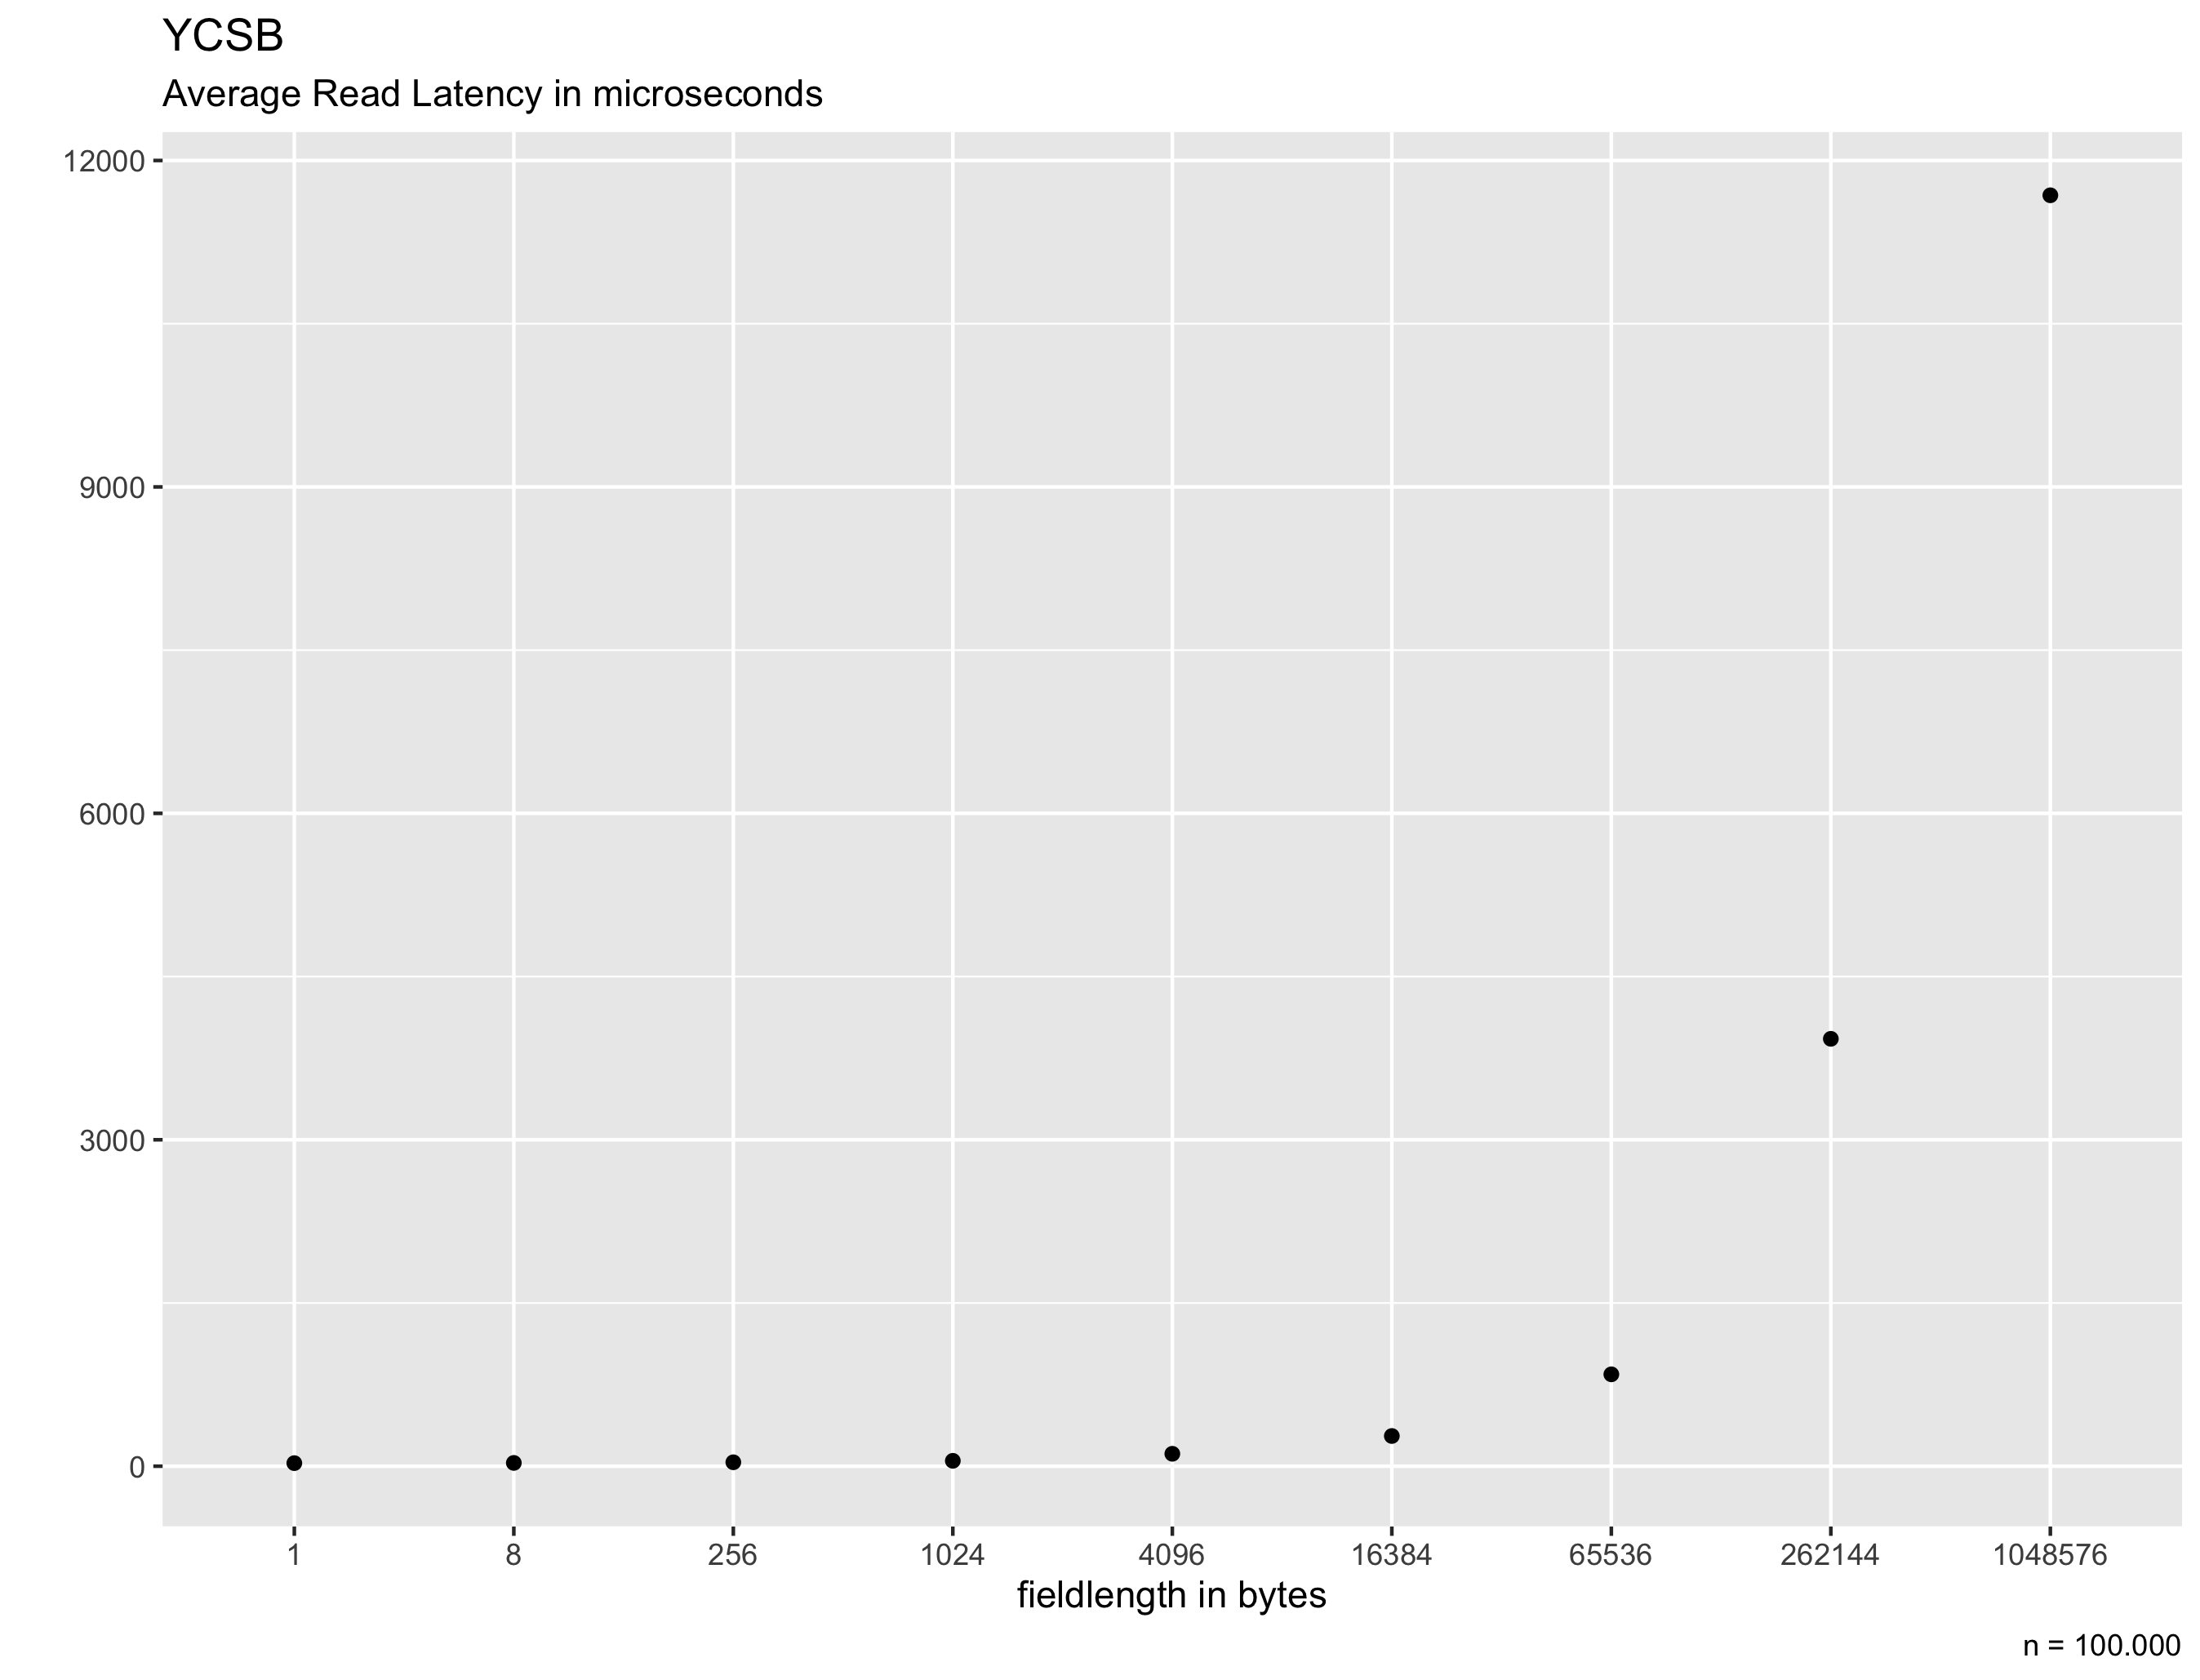 YCSB
Average Read Latency in microseconds
12000
9000
6000
3000
0
1 8 256 1024 4096 16384 65536 262144 1048576
fieldlength in bytes
n = 100.000